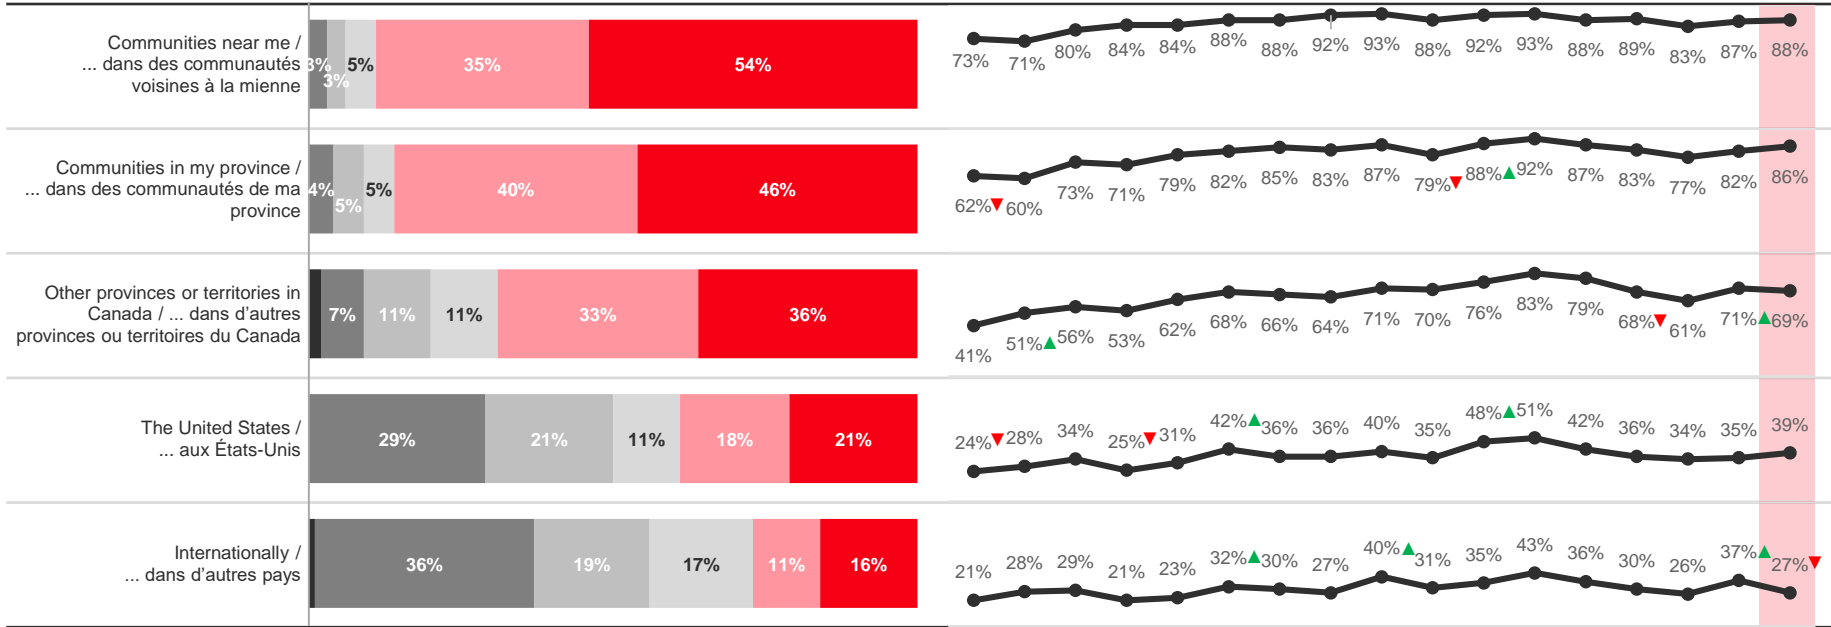 Communities near me /
... dans des communautés
voisines à la mienne
3% 3% 5% 35% 54%
73% 71% 80% 84% 84% 88% 88% 92% 93% 88% 92% 93% 88% 89% 83% 87% 88%
Communities in my province /
... dans des communautés de ma
province
4% 5% 5% 40% 46%
62%▼60% 73% 71% 79% 82% 85% 83% 87% 79%▼88%▲92% 87% 83% 77% 82% 86%
Other provinces or territories in
Canada / ... dans d'autres
provinces ou territoires du Canada
7% 11% 11% 33% 36%
41% 51%▲56% 53% 62% 68% 66% 64% 71% 70% 76% 83% 79% 68%▼61% 71%▲69%
The United States /
... aux États-Unis
29% 21% 11% 18% 21%
24%▼28% 34% 25%▼31% 42%▲36% 36% 40% 35% 48%▲51% 42% 36% 34% 35% 39%
Internationally /
... dans d'autres pays
36% 19% 17% 11% 16%
21% 28% 29% 21% 23% 32%▲30% 27% 40%▲31% 35% 43% 36% 30% 26% 37%▲27%▼